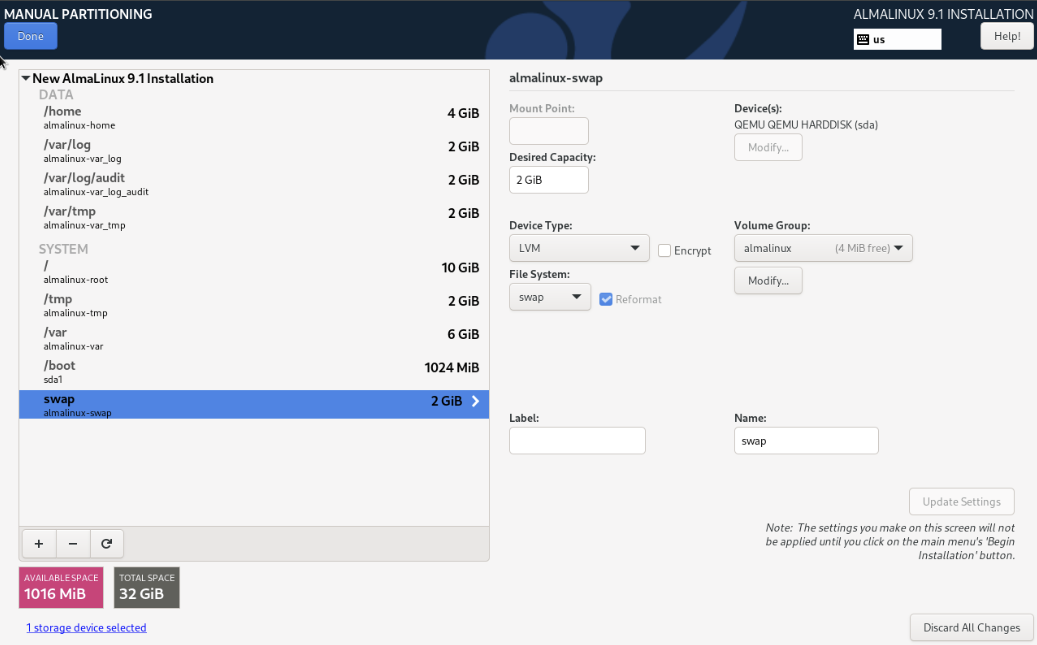 MANUAL PARTITIONING
Done
ALMALINUX 9.1 INSTALLATION
us
Help!
New AlmaLinux 9.1 Installation
DATA
/home
4 GiB
almalinux-home
/var/log
2 GiB
almalinux-var_log
/var/log/audit
2 GiB
almalinux-var_log_audit
/var/tmp
2 GiB
almalinux-var_tmp
SYSTEM
/
10 GiB
almalinux-root
/tmp
2 GiB
almalinux-tmp
/var
6 GiB
almalinux-var
/boot
1024 MiB
sda1
swap
2 GiB
almalinux-swap
+ −
AVAILABLE SPACE
1016 MiB
TOTAL SPACE
32 GiB
1 storage device selected
almalinux-swap
Mount Point:
Desired Capacity:
2 GiB
Device(s):
QEMU QEMU HARDDISK (sda)
Modify...
Device Type:
LVM
Encrypt
File System:
swap
Reformat
Volume Group:
almalinux (4 MiB free)
Modify...
Label:
Name:
swap
Update Settings
Note: The settings you make on this screen will not
be applied until you click on the main menu's 'Begin
Installation' button.
Discard All Changes